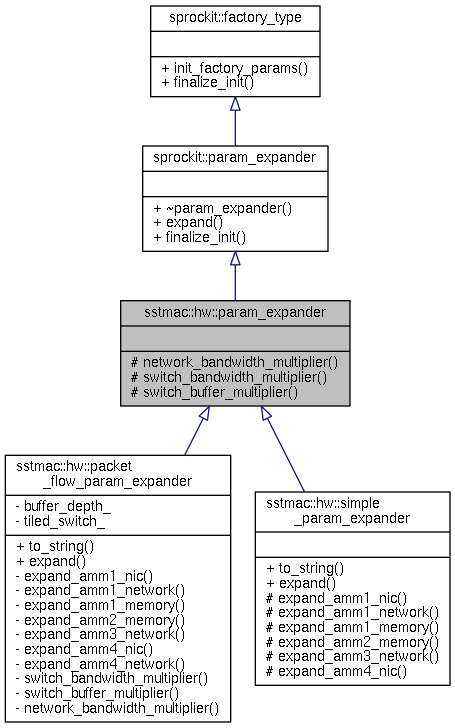 sprockit::factory_type
+ init_factory_params()
+ finalize_init()
sprockit::param_expander
+ ~param_expander()
+ expand()
+ finalize_init()
sstmac::hw::param_expander
# network_bandwidth_multiplier()
# switch_bandwidth_multiplier()
# switch_buffer_multiplier()
sstmac::hw::packet
_flow_param_expander
- buffer_depth_
- tiled_switch_
+ to_string()
+ expand()
- expand_amm1_nic()
- expand_amm1_network()
- expand_amm1_memory()
- expand_amm2_memory()
- expand_amm3_network()
- expand_amm4_nic()
- expand_amm4_network()
- switch_bandwidth_multiplier()
- switch_buffer_multiplier()
- network_bandwidth_multiplier()
sstmac::hw::simple
_param_expander
+ to_string()
+ expand()
# expand_amm1_nic()
# expand_amm1_network()
# expand_amm1_memory()
# expand_amm2_memory()
# expand_amm3_network()
# expand_amm4_nic()